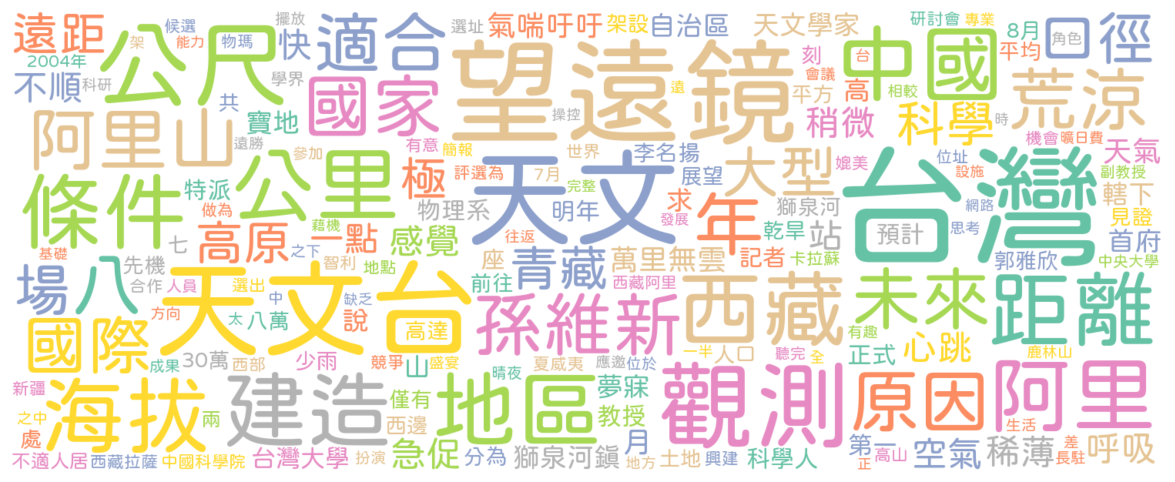 遠距
2004年
不順
架
候選
能力
科研
物瑪
公尺
擺放
快
學界
適合
選址
氣喘吁吁
架設
自治區
天文學家
刻
會議
平方
研討會
專業
8月
平均
高
台
相較
中國
角色
口徑
時
荒涼
阿里山
寶地
共
遠勝
國家
有意
簡報
望遠鏡
操控
遠
稍微
科學
機會
曠日費
天氣
副教授
條件
公里
參加
極
評選為
7月
世界
完整
李名揚
展望
大型
媲美
位址
設施
特派
做為
高原
一點
物理系
天文
明年
求
發展
年
獅泉河
乾旱
記者
站
預計
卡拉蘇
台灣
網路
思考
轄下
見證
首府
中央大學
郭雅欣
基礎
場
八
七
先機
合作
藉機
之下
智利
地點
感覺
座
前往
往返
青藏
萬里無雲
西藏阿里
未來
距離
國際
方向
成果
天文台
人員
選出
中
太
八萬
缺乏
說
高達
孫維新
西藏
有趣
正式
心跳
鹿林山
新疆
之中
處
海拔
30萬
西部
兩
少雨
競爭
盛宴
山
僅有
西邊
晴夜
夏威夷
應邀
位於
夢寐
教授
一半
人口
聽完
全
觀測
原因
阿里
生活
不適人居
西藏拉薩
中國科學院
建造
台灣大學
扮演
急促
分為
地區
獅泉河鎮
月
地方
土地
興建
科學人
第一
正
高山
空氣
稀薄
差
長駐
呼吸